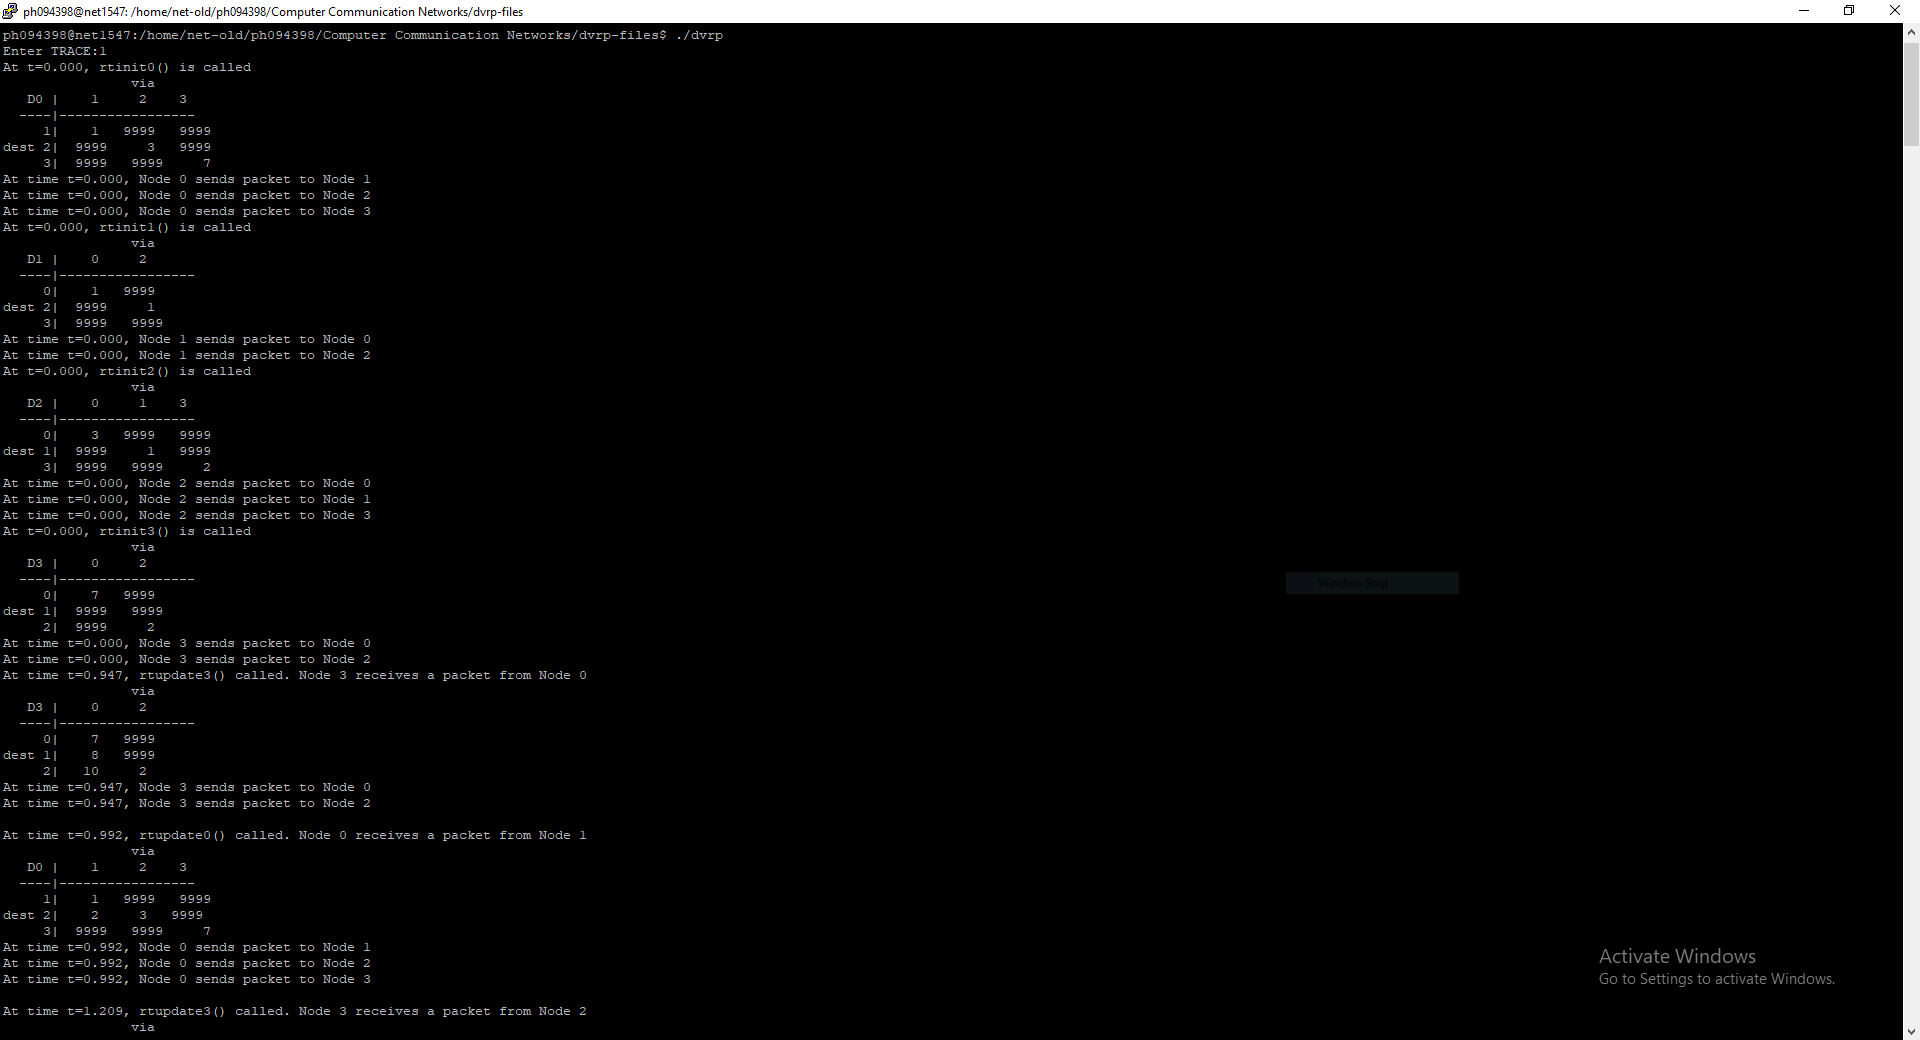 ph094398@net1547: /home/net-old/ph094398/Computer Communication Networks/dvrp-files
ph094398@net1547:/home/net-old/ph094398/Computer Communication Networks/dvrp-files$ ./dvrp
Enter TRACE:1
At t=0.000, rtinit0() is called
                via
   D0 |    1     2    3
  ----|-----------------
     1|    1   9999   9999
dest 2|  9999     3   9999
     3|  9999   9999     7
At time t=0.000, Node 0 sends packet to Node 1
At time t=0.000, Node 0 sends packet to Node 2
At time t=0.000, Node 0 sends packet to Node 3
At t=0.000, rtinit1() is called
                via
   D1 |    0     2
  ----|-----------------
     0|    1   9999
dest 2|  9999     1
     3|  9999   9999
At time t=0.000, Node 1 sends packet to Node 0
At time t=0.000, Node 1 sends packet to Node 2
At t=0.000, rtinit2() is called
                via
   D2 |    0     1    3
  ----|-----------------
     0|    3   9999   9999
dest 1|  9999     1   9999
     3|  9999   9999     2
At time t=0.000, Node 2 sends packet to Node 0
At time t=0.000, Node 2 sends packet to Node 1
At time t=0.000, Node 2 sends packet to Node 3
At t=0.000, rtinit3() is called
                via
   D3 |    0     2
  ----|-----------------
     0|    7   9999
dest 1|  9999   9999
     2|  9999     2
At time t=0.000, Node 3 sends packet to Node 0
At time t=0.000, Node 3 sends packet to Node 2
At time t=0.947, rtupdate3() called. Node 3 receives a packet from Node 0
                via
   D3 |    0     2
  ----|-----------------
     0|    7   9999
dest 1|    8   9999
     2|   10     2
At time t=0.947, Node 3 sends packet to Node 0
At time t=0.947, Node 3 sends packet to Node 2
At time t=0.992, rtupdate0() called. Node 0 receives a packet from Node 1
                via
   D0 |    1     2    3
  ----|-----------------
     1|    1   9999   9999
dest 2|    2     3   9999
     3|  9999   9999     7
At time t=0.992, Node 0 sends packet to Node 1
At time t=0.992, Node 0 sends packet to Node 2
At time t=0.992, Node 0 sends packet to Node 3
At time t=1.209, rtupdate3() called. Node 3 receives a packet from Node 2
                via
Window Snip
Activate Windows
Go to Settings to activate Windows.